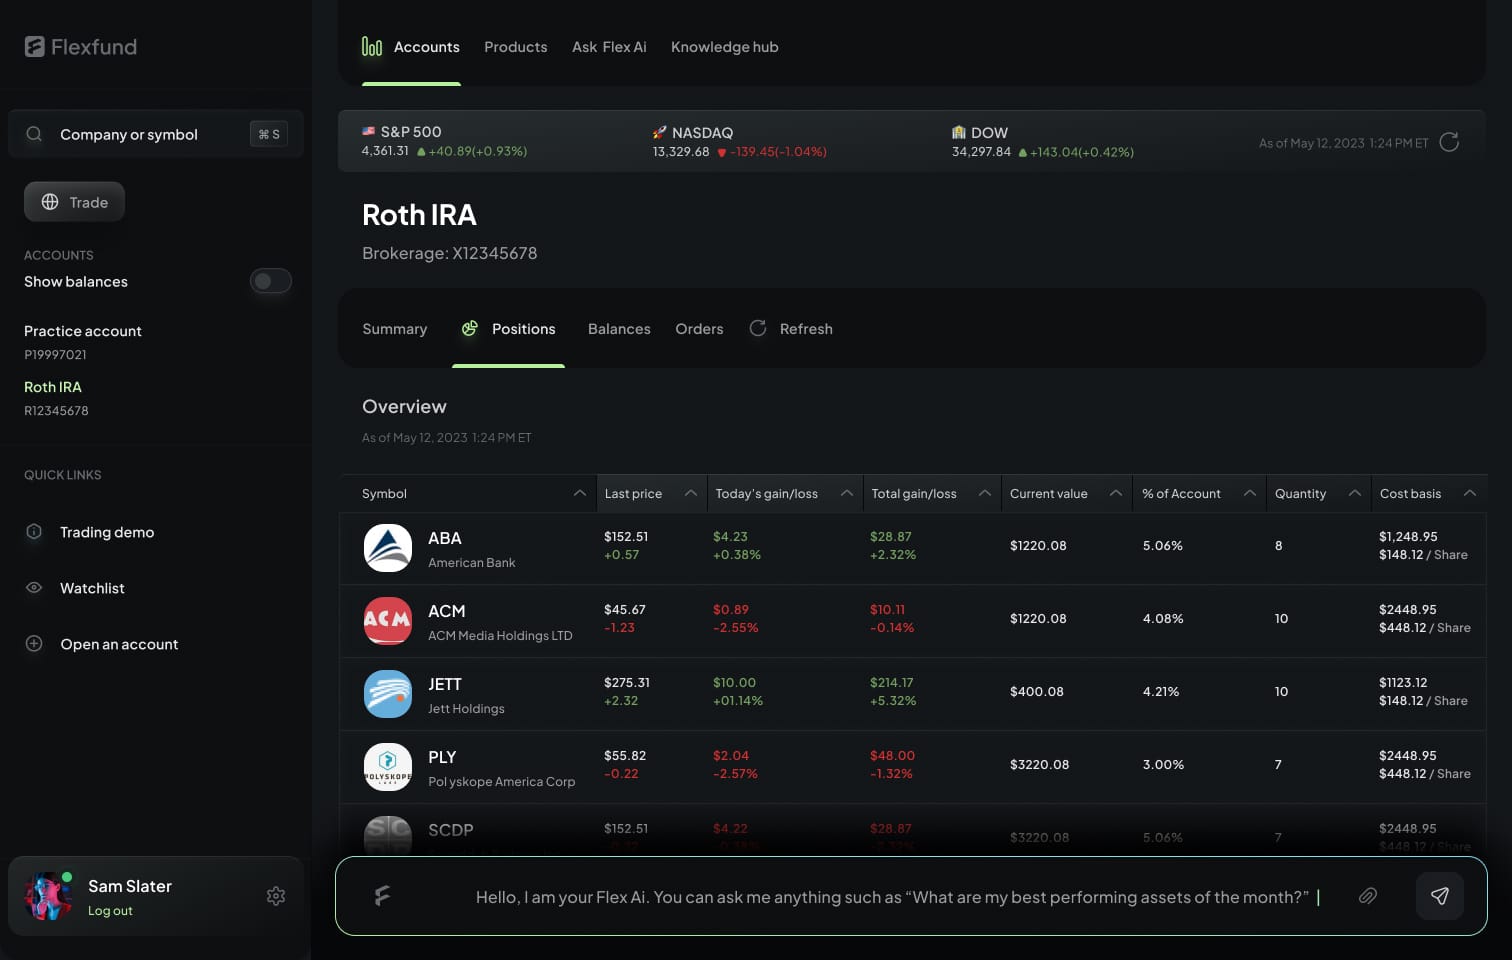 Flexfund
Accounts
Products
Ask Flex Ai
Knowledge hub
Company or symbol
⌘ S
S&P 500
4,361.31 +40.89(+0.93%)
NASDAQ
13,329.68 -139.45(-1.04%)
DOW
34,297.84 +143.04(+0.42%)
As of May 12, 2023 1:24 PM ET
Trade
ACCOUNTS
Show balances
Practice account
P19997021
Roth IRA
R12345678
QUICK LINKS
Trading demo
Watchlist
Open an account
Sam Slater
Log out
Roth IRA
Brokerage: X12345678
Summary
Positions
Balances
Orders
Refresh
Overview
As of May 12, 2023 1:24 PM ET
Symbol Last price Today's gain/loss Total gain/loss Current value % of Account Quantity Cost basis
ABA $152.51 $4.23 $28.87 $1220.08 5.06% 8 $1,248.95
American Bank +0.57 +0.38% +2.32% $148.12 / Share
ACM
ACM $45.67 $0.89 $10.11 $1220.08 4.08% 10 $2448.95
ACM Media Holdings LTD -1.23 -2.55% -0.14% $448.12 / Share
JETT $275.31 $10.00 $214.17 $400.08 4.21% 10 $1123.12
Jett Holdings +2.32 +01.14% +5.32% $148.12 / Share
POLYSKOPE
LABS
PLY $55.82 $2.04 $48.00 $3220.08 3.00% 7 $2448.95
Pol yskope America Corp -0.22 -2.57% -1.32% $448.12 / Share
SC
SCDP $152.51 $4.22 $28.87 $3220.08 5.06% 7 $2448.95
$448.12 / Share
Hello, I am your Flex Ai. You can ask me anything such as “What are my best performing assets of the month?”